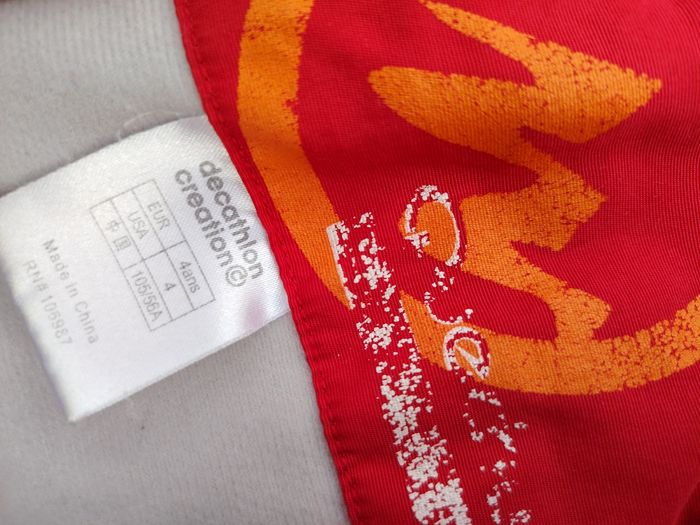 decathlon
creation©
EUR 4ans
USA 4
中国 105/56A
Made in China
RN# 105987